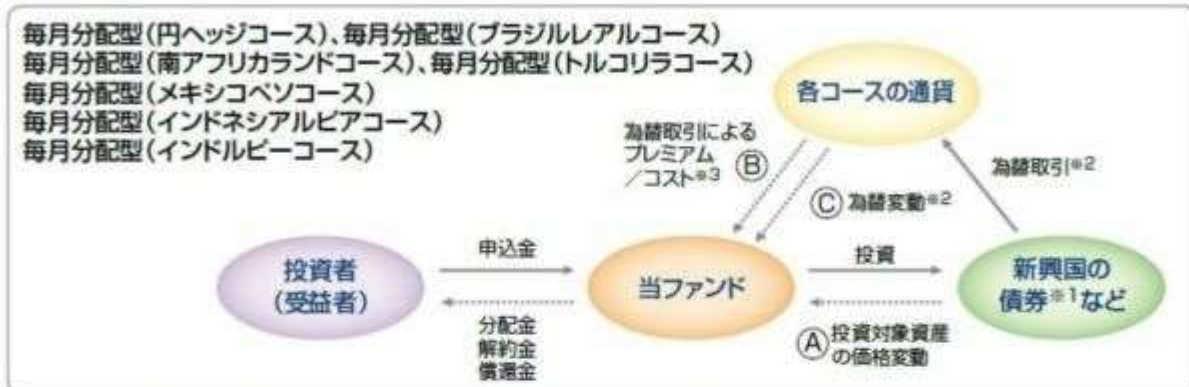 毎月分配型(円ヘッジコース)、毎月分配型(ブラジルレアルコース)
毎月分配型(南アフリカランドコース)、毎月分配型(トルコリラコース)
毎月分配型(メキシコペソコース)
毎月分配型(インドネシアルピアコース)
毎月分配型(インドルピーコース)
各コースの通貨
為替取引による
プレミアム
/コスト※3
Ⓑ
Ⓒ 為替変動※2
為替取引※2
投資者
(受益者)
申込金
分配金
解約金
償還金
当ファンド
投資
Ⓐ 投資対象資産
の価格変動
新興国の
債券※1など